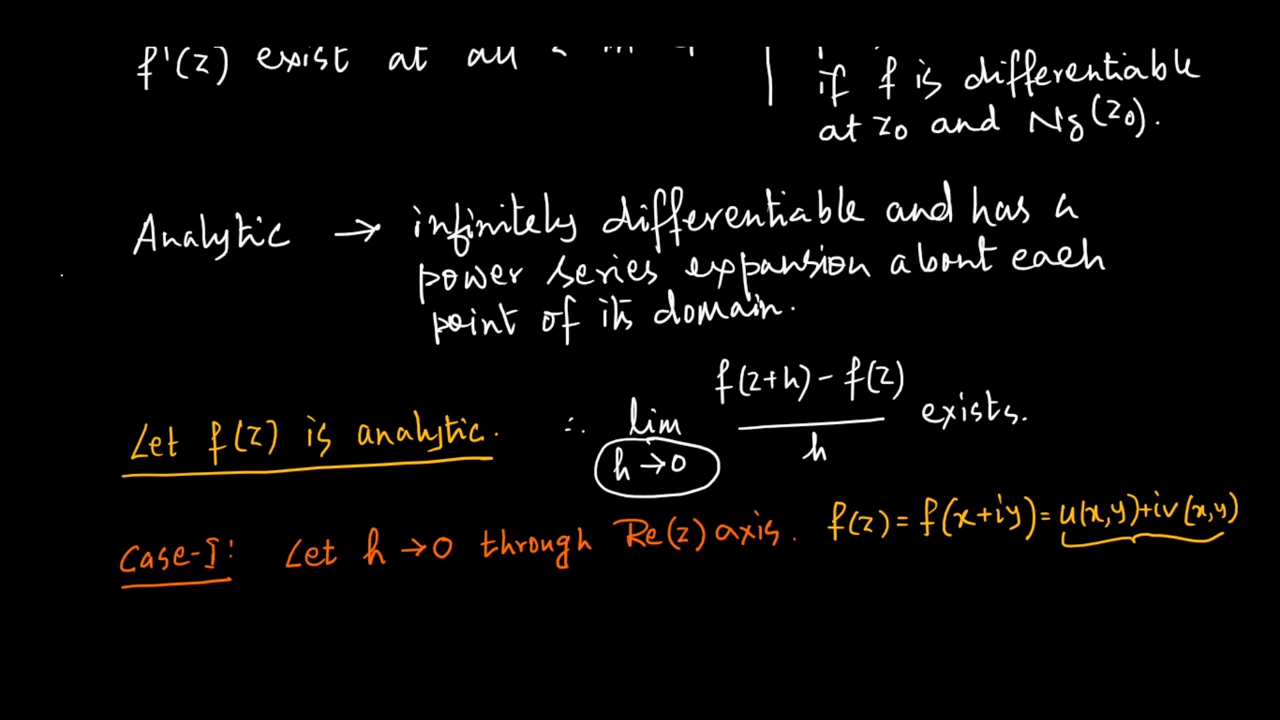 f'(z) exist at all
if f is differentiable
at z0 and Nδ(z0).
Analytic → infinitely differentiable and has a
power series expansion about each
point of its domain.
Let f(z) is analytic. ∴ lim h→0 (f(z+h) - f(z))/h exists.
Case-I: Let h → 0 through Re(z) axis. f(z) = f(x+iy) = u(x,y)+iv(x,y)